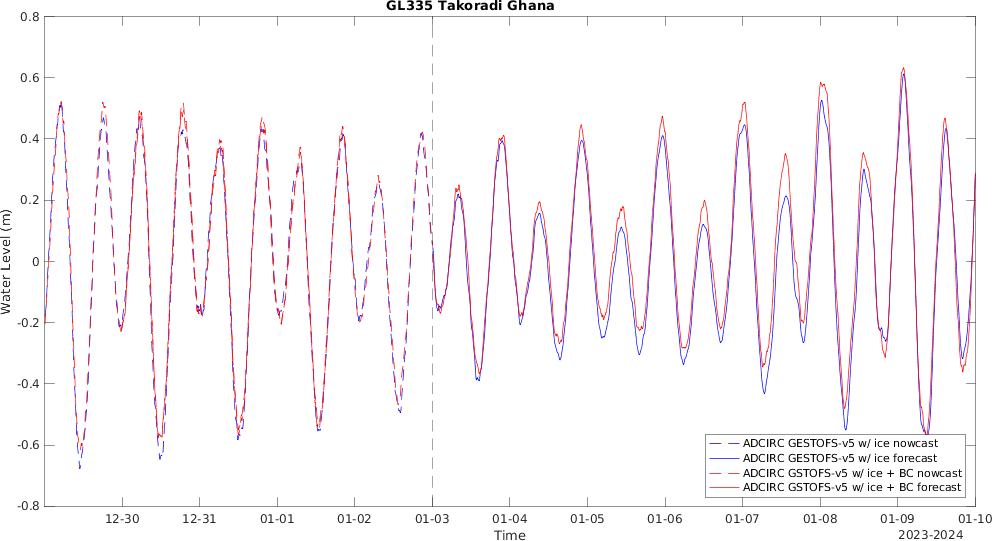 GL335 Takoradi Ghana
0.8
0.6
0.4
0.2
0
-0.2
-0.4
-0.6
-0.8
Water Level (m)
ADCIRC GESTOFS-v5 w/ ice nowcast
ADCIRC GESTOFS-v5 w/ ice forecast
ADCIRC GSTOFS-v5 w/ ice + BC nowcast
ADCIRC GSTOFS-v5 w/ ice + BC forecast
12-30 12-31 01-01 01-02 01-03 01-04 01-05 01-06 01-07 01-08 01-09 01-10
Time
2023-2024